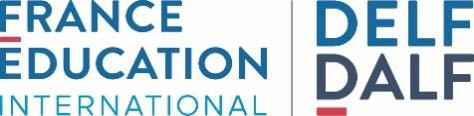 FRANCE
EDUCATION
INTERNATIONAL
DELF
DALF